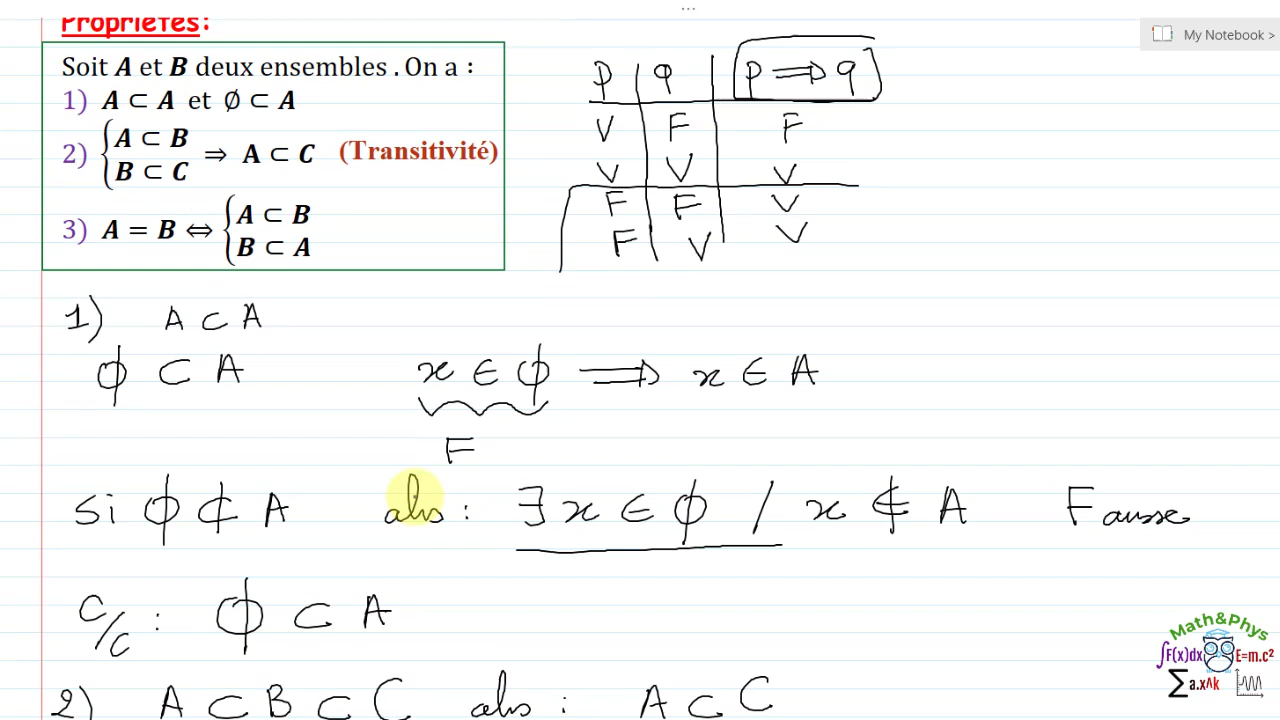 Propriétés:
My Notebook >
Soit A et B deux ensembles . On a :
1) A ⊂ A et ∅ ⊂ A
2) { A ⊂ B
B ⊂ C ⇒ A ⊂ C (Transitivité)
3) A = B ⇔ { A ⊂ B
B ⊂ A
P | q | p ⟹ q
V | F | F
V | V | V
F | F | V
F | V | V
1) A ⊂ A
∅ ⊂ A x ∈ ∅ ⟹ x ∈ A
F
Si ∅ ⊄ A alors : ∃ x ∈ ∅ / x ∉ A Fausse
C/C : ∅ ⊂ A
2) A ⊂ B ⊂ C alors : A ⊂ C
Math&Phys
∫F(x)dx E=m.c²
∑ a.x^k